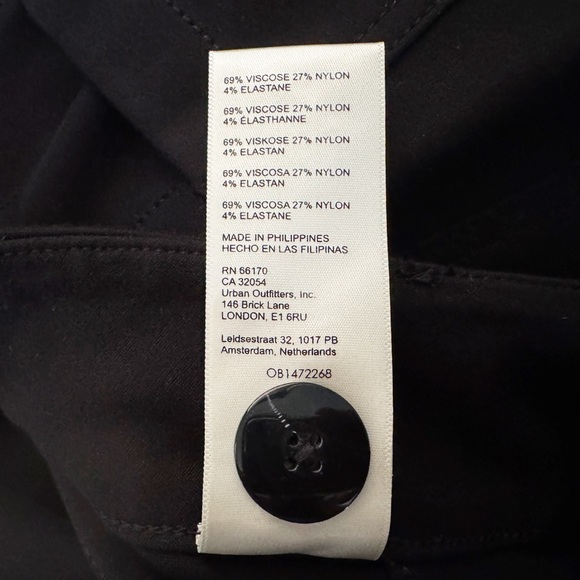 69% VISCOSE 27% NYLON
4% ELASTANE
69% VISCOSE 27% NYLON
4% ÉLASTHANNE
69% VISKOSE 27% NYLON
4% ELASTAN
69% VISCOSA 27% NYLON
4% ELASTAN
69% VISCOSA 27% NYLON
4% ELASTANE
MADE IN PHILIPPINES
HECHO EN LAS FILIPINAS
RN 66170
CA 32054
Urban Outfitters, Inc.
146 Brick Lane
LONDON, E1 6RU
Leidsestraat 32, 1017 PB
Amsterdam, Netherlands
OB1472268